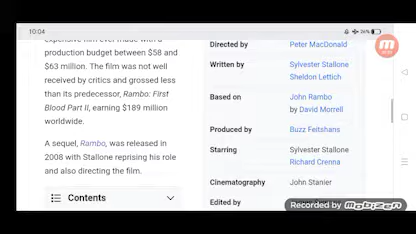 10:04
26%
expensive film ever made with a
production budget between $58 and
$63 million. The film was not well
received by critics and grossed less
than its predecessor, Rambo: First
Blood Part II, earning $189 million
worldwide.
A sequel, Rambo, was released in
2008 with Stallone reprising his role
and also directing the film.
Contents
Directed by Peter MacDonald
Written by Sylvester Stallone
Sheldon Lettich
Based on John Rambo
by David Morrell
Produced by Buzz Feitshans
Starring Sylvester Stallone
Richard Crenna
Cinematography John Stanier
Edited by
Recorded by Mobizen